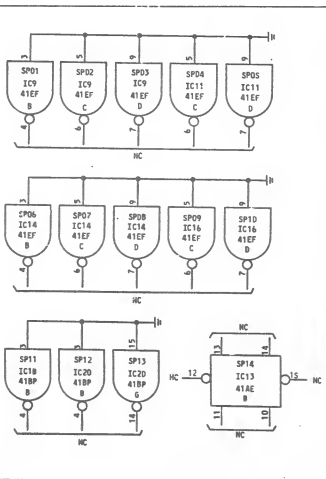 3 5 9 5 9
SP01 SP02 SP03 SP04 SP05
IC9 IC9 IC9 IC11 IC11
41EF 41EF 41EF 41EF 41EF
B C D C D
4 6 7 6 7
NC
3 5 9 5 9
SP06 SP07 SP08 SP09 SP10
IC14 IC14 IC14 IC16 IC16
41EF 41EF 41EF 41EF 41EF
B C D C D
4 6 7 6 7
NC
3 3 15
SP11 SP12 SP13
IC18 IC20 IC20
41BP 41BP 41BP
B B G
4 4 14
NC
NC
13 14
SP14
NC 12 IC13 15 NC
41AE
B
11 10
NC